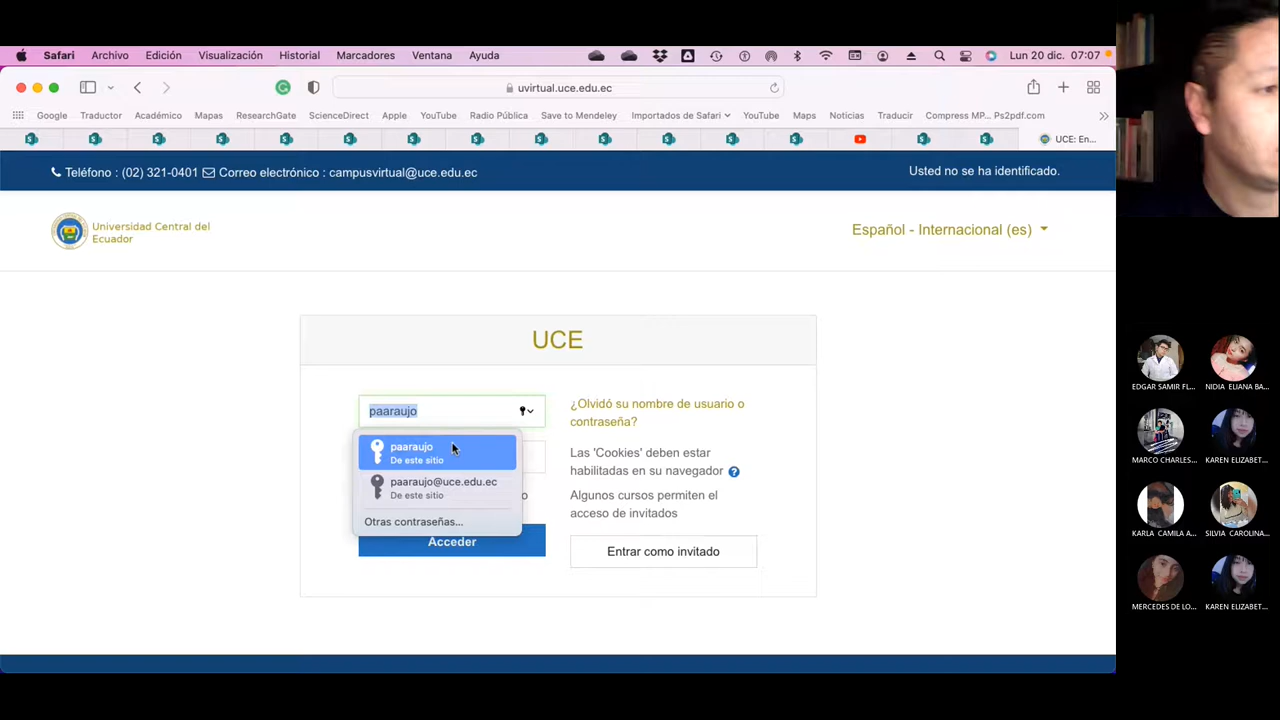 Safari Archivo Edición Visualización Historial Marcadores Ventana Ayuda Lun 20 dic. 07:07
uvirtual.uce.edu.ec
Google Traductor Académico Mapas ResearchGate ScienceDirect Apple YouTube Radio Pública Save to Mendeley Importados de Safari YouTube Maps Noticias Traducir Compress MP... Ps2pdf.com
UCE: En...
Teléfono : (02) 321-0401 Correo electrónico : campusvirtual@uce.edu.ec Usted no se ha identificado.
Universidad Central del
Ecuador
Español - Internacional (es)
UCE
paaraujo
paaraujo
De este sitio
paaraujo@uce.edu.ec
De este sitio
Otras contraseñas...
o
Acceder
¿Olvidó su nombre de usuario o
contraseña?
Las 'Cookies' deben estar
habilitadas en su navegador ?
Algunos cursos permiten el
acceso de invitados
Entrar como invitado
EDGAR SAMIR FL... NIDIA ELIANA BA...
MARCO CHARLES... KAREN ELIZABET...
KARLA CAMILA A... SILVIA CAROLINA...
MERCEDES DE LO... KAREN ELIZABET...